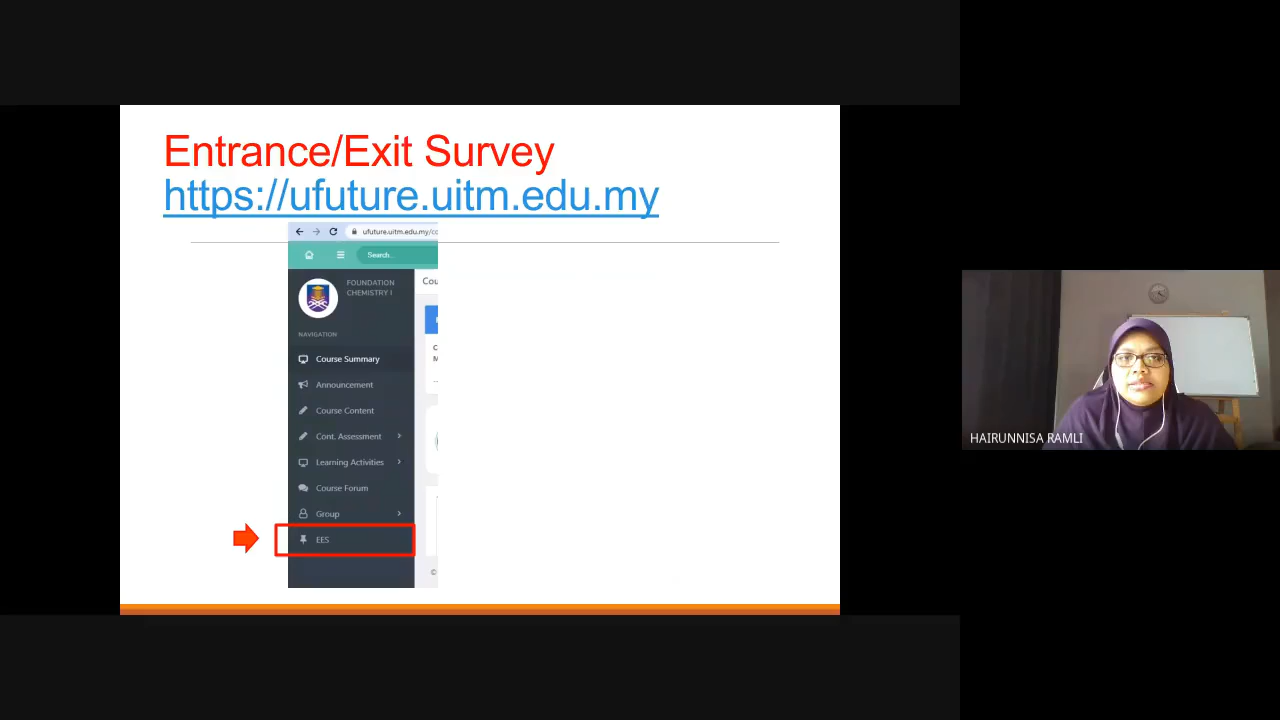 Entrance/Exit Survey
https://ufuture.uitm.edu.my
ufuture.uitm.edu.my/co
Search...
FOUNDATION
CHEMISTRY I
Cou
NAVIGATION
Course Summary
Announcement
Course Content
Cont. Assessment
Learning Activities
Course Forum
Group
EES
©
HAIRUNNISA RAMLI